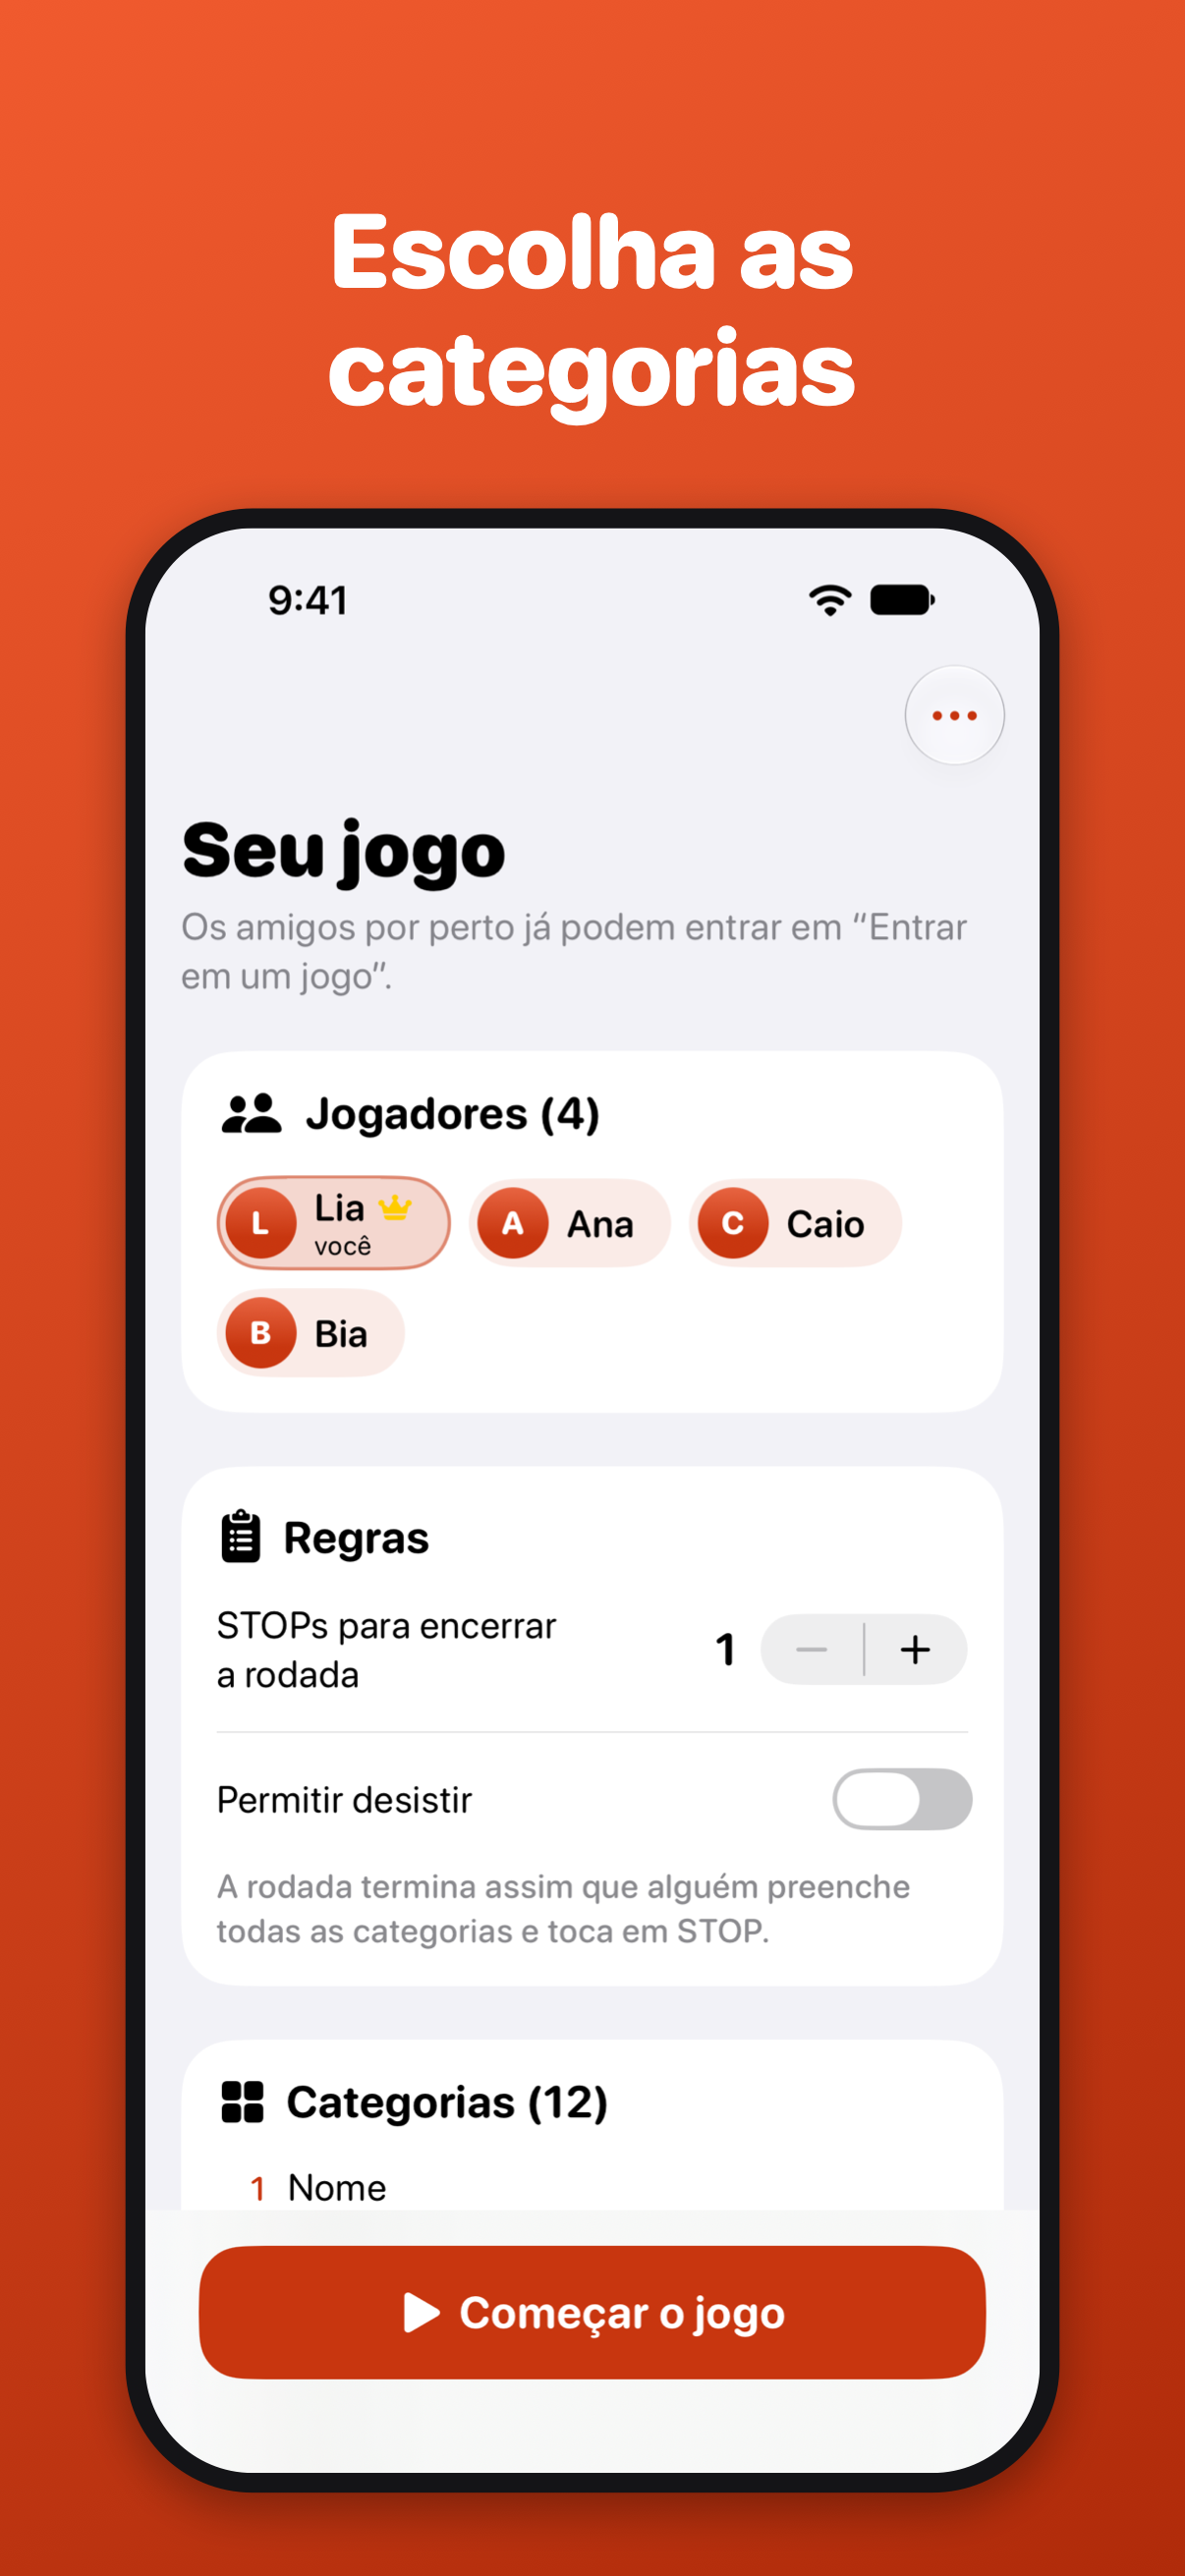 Escolha as
categorias
9:41
Seu jogo
Os amigos por perto já podem entrar em “Entrar
em um jogo”.
Jogadores (4)
L
Lia
você
A
Ana
C
Caio
B
Bia
Regras
STOPs para encerrar
a rodada
1
Permitir desistir
A rodada termina assim que alguém preenche
todas as categorias e toca em STOP.
Categorias (12)
1 Nome
Começar o jogo